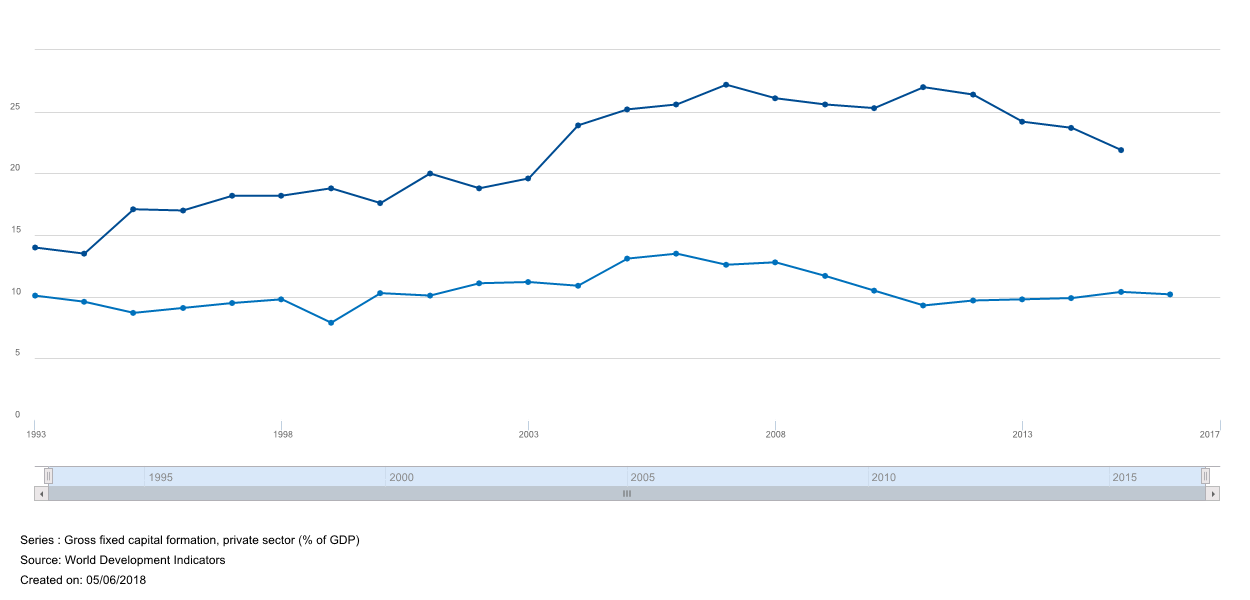 25
20
15
10
5
0
1993 1998 2003 2008 2013 2017
1995 2000 2005 2010 2015
Series : Gross fixed capital formation, private sector (% of GDP)
Source: World Development Indicators
Created on: 05/06/2018